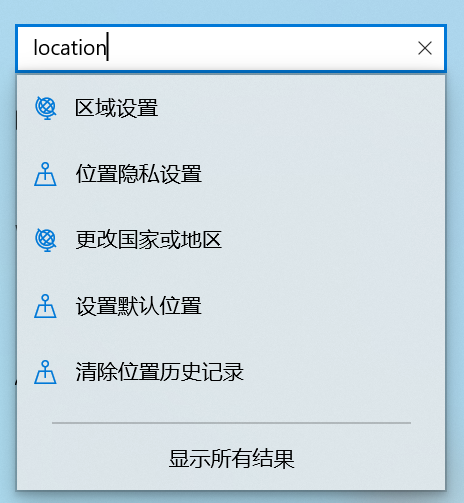 location
区域设置
位置隐私设置
更改国家或地区
设置默认位置
清除位置历史记录
显示所有结果